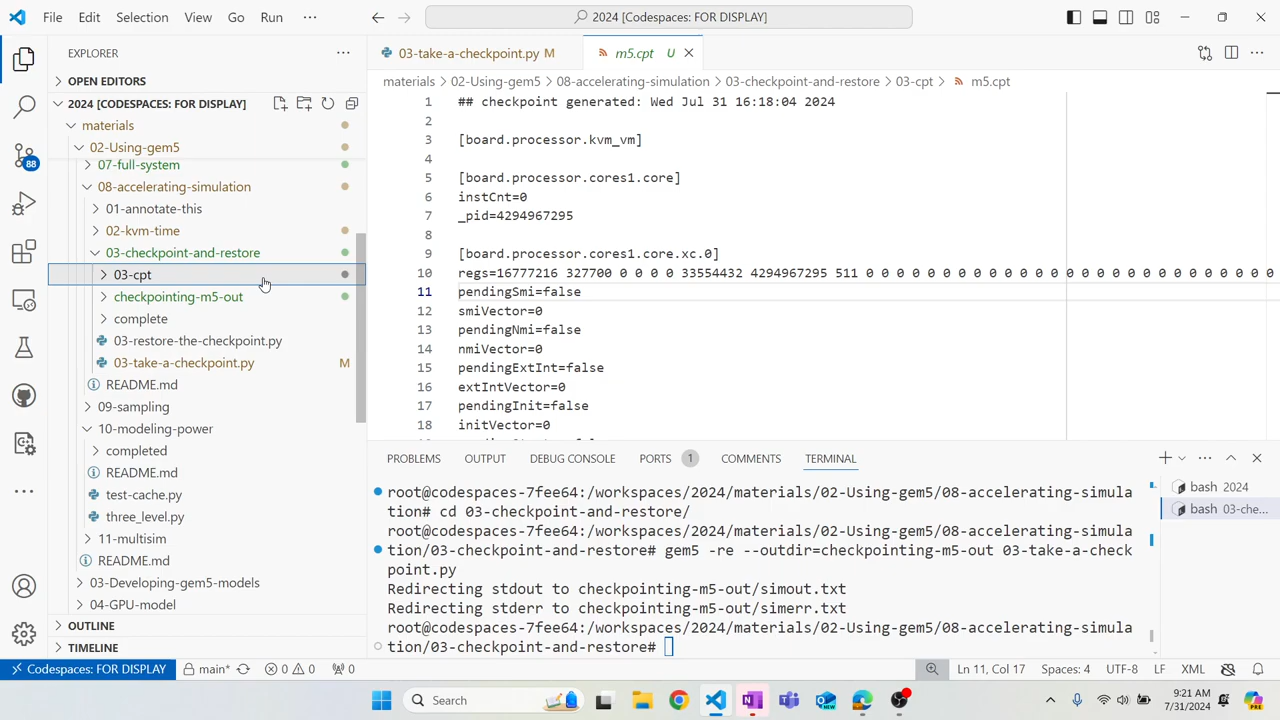 File Edit Selection View Go Run ···
2024 [Codespaces: FOR DISPLAY]
EXPLORER
OPEN EDITORS
2024 [CODESPACES: FOR DISPLAY]
materials
02-Using-gem5
07-full-system
08-accelerating-simulation
01-annotate-this
02-kvm-time
03-checkpoint-and-restore
03-cpt
checkpointing-m5-out
complete
03-restore-the-checkpoint.py
03-take-a-checkpoint.py M
README.md
09-sampling
10-modeling-power
completed
README.md
test-cache.py
three_level.py
11-multisim
README.md
03-Developing-gem5-models
04-GPU-model
OUTLINE
TIMELINE
88
03-take-a-checkpoint.py M
m5.cpt U
materials > 02-Using-gem5 > 08-accelerating-simulation > 03-checkpoint-and-restore > 03-cpt > m5.cpt
1 ## checkpoint generated: Wed Jul 31 16:18:04 2024
2
3 [board.processor.kvm_vm]
4
5 [board.processor.cores1.core]
6 instCnt=0
7 _pid=4294967295
8
9 [board.processor.cores1.core.xc.0]
10 regs=16777216 327700 0 0 0 0 33554432 4294967295 511 0 0 0 0 0 0 0 0 0 0 0 0 0 0 0 0 0 0 0 0 0
11 pendingSmi=false
12 smiVector=0
13 pendingNmi=false
14 nmiVector=0
15 pendingExtInt=false
16 extIntVector=0
17 pendingInit=false
18 initVector=0
PROBLEMS OUTPUT DEBUG CONSOLE PORTS 1 COMMENTS TERMINAL
root@codespaces-7fee64:/workspaces/2024/materials/02-Using-gem5/08-accelerating-simula
tion# cd 03-checkpoint-and-restore/
root@codespaces-7fee64:/workspaces/2024/materials/02-Using-gem5/08-accelerating-simula
tion/03-checkpoint-and-restore# gem5 -re --outdir=checkpointing-m5-out 03-take-a-check
point.py
Redirecting stdout to checkpointing-m5-out/simout.txt
Redirecting stderr to checkpointing-m5-out/simerr.txt
root@codespaces-7fee64:/workspaces/2024/materials/02-Using-gem5/08-accelerating-simula
tion/03-checkpoint-and-restore#
bash 2024
bash 03-che...
Codespaces: FOR DISPLAY main* 0 0 0 Ln 11, Col 17 Spaces: 4 UTF-8 LF XML
Search
9:21 AM
7/31/2024